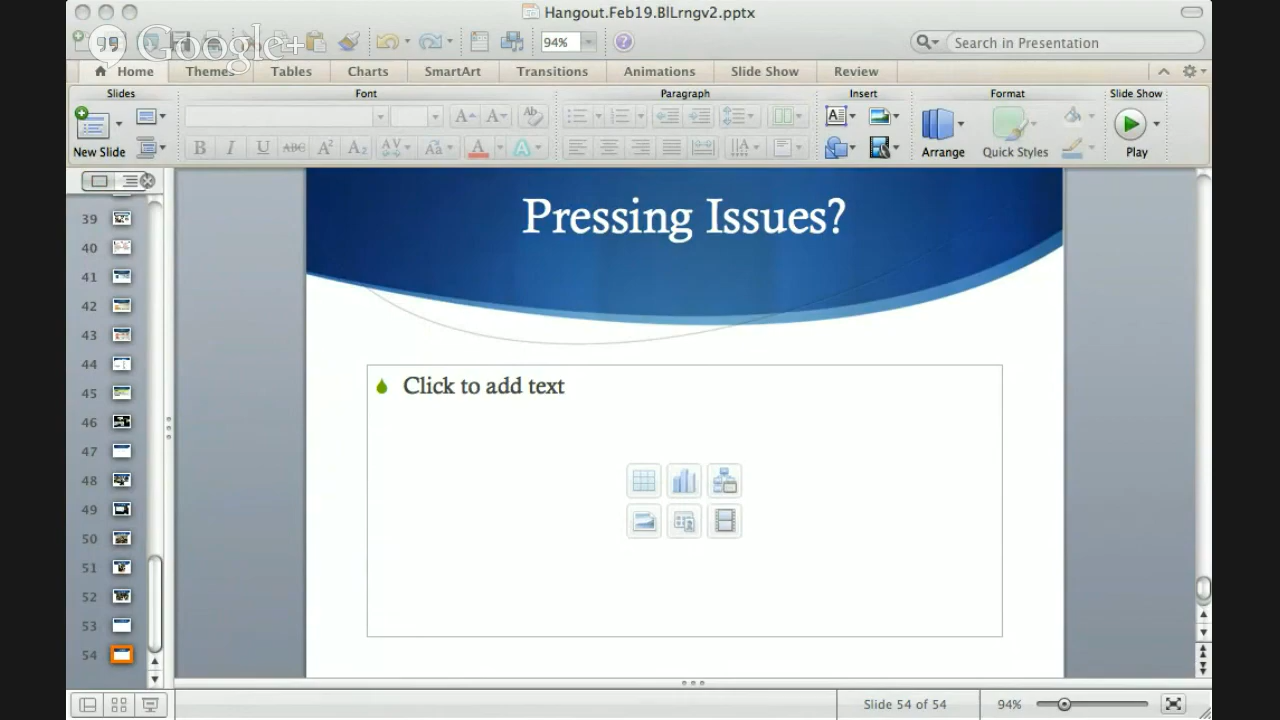 Hangout.Feb19.BlLrngv2.pptx
Google+
94%
Search in Presentation
Home
Themes
Tables
Charts
SmartArt
Transitions
Animations
Slide Show
Review
Slides
Font
Paragraph
Insert
Format
Slide Show
New Slide
Arrange
Quick Styles
Play
39
40
41
42
43
44
45
46
47
48
49
50
51
52
53
54
Pressing Issues?
Click to add text
Slide 54 of 54
94%